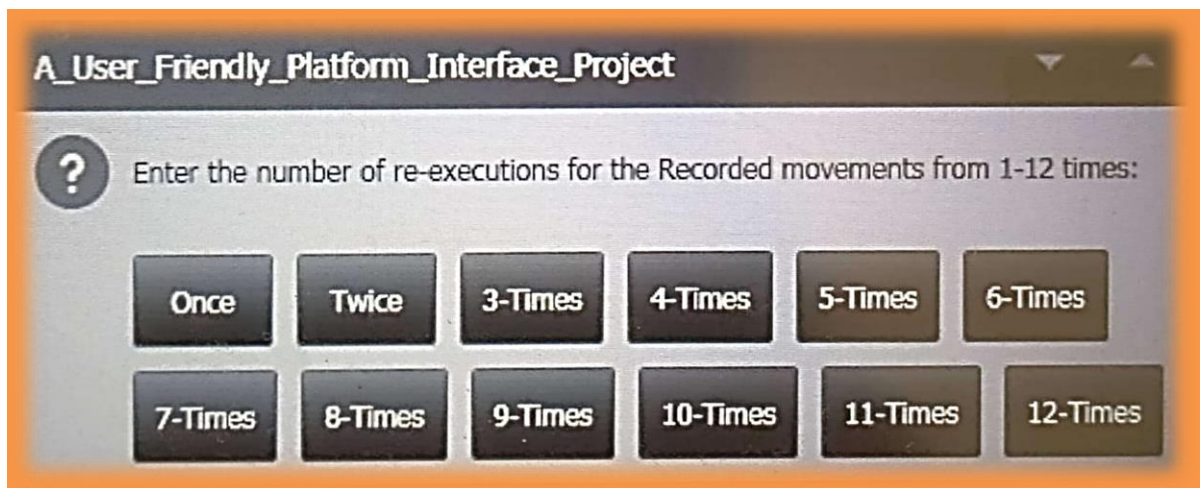 A_User_Friendly_Platform_Interface_Project
?
Enter the number of re-executions for the Recorded movements from 1-12 times:
Once Twice 3-Times 4-Times 5-Times 6-Times
7-Times 8-Times 9-Times 10-Times 11-Times 12-Times